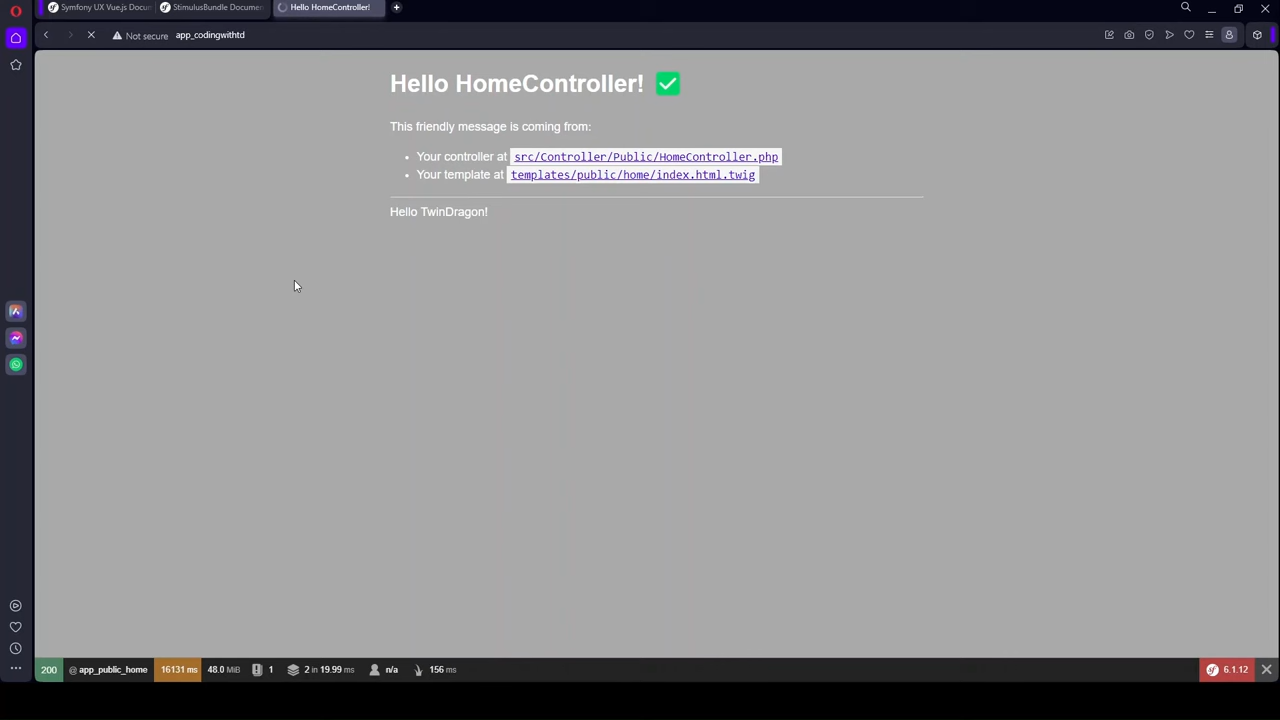 Symfony UX Vue.js Docum
StimulusBundle Documen
Hello HomeController!
Not secure
app_codingwithtd
Hello HomeController! ✅
This friendly message is coming from:
• Your controller at src/Controller/Public/HomeController.php
• Your template at templates/public/home/index.html.twig
Hello TwinDragon!
200 @ app_public_home 16131 ms 48.0 MiB 1 2 in 19.99 ms n/a 156 ms sf 6.1.12